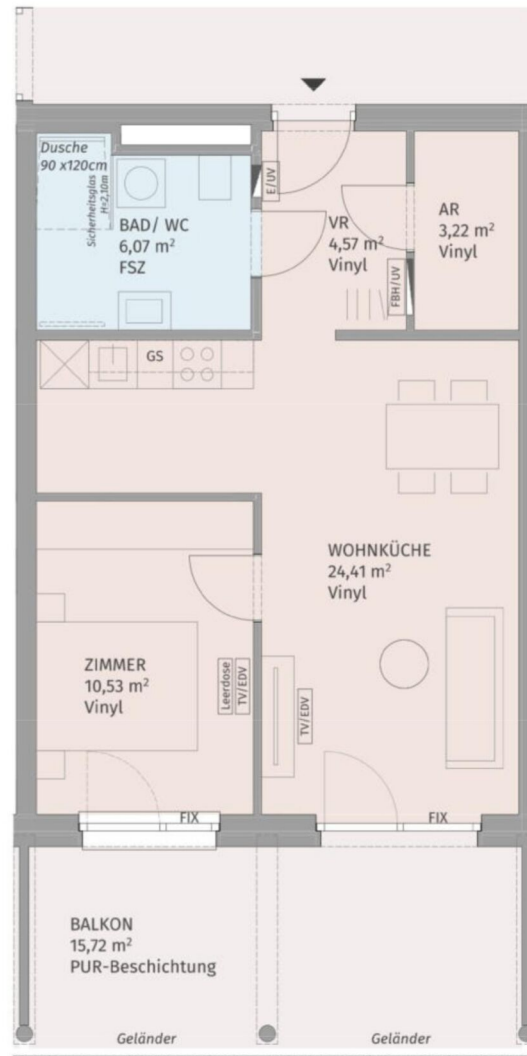 Dusche
90 x120cm
Sicherheitsglas
H=2,10m
BAD/ WC
6,07 m²
FSZ
E/UV
VR
4,57 m²
Vinyl
AR
3,22 m²
Vinyl
FBH/UV
GS
WOHNKÜCHE
24,41 m²
Vinyl
ZIMMER
10,53 m²
Vinyl
Leerdose
TV/EDV
TV/EDV
FIX
FIX
BALKON
15,72 m²
PUR-Beschichtung
Geländer
Geländer